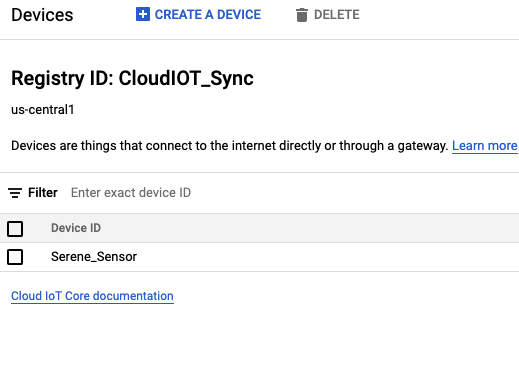 Devices CREATE A DEVICE DELETE
Registry ID: CloudIOT_Sync
us-central1
Devices are things that connect to the internet directly or through a gateway. Learn more
Filter Enter exact device ID
Device ID
Serene_Sensor
Cloud IoT Core documentation